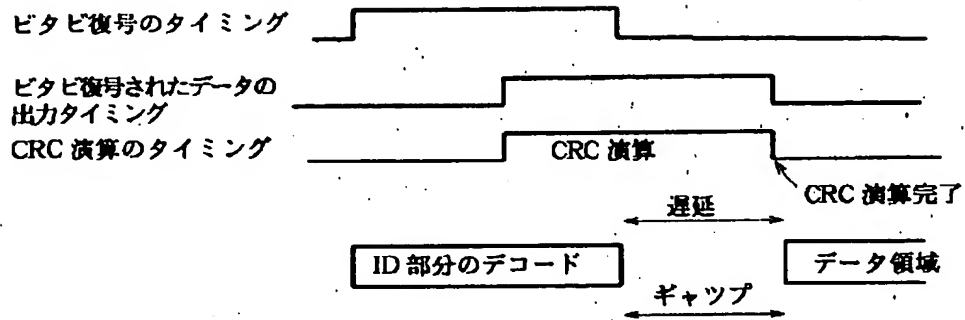 ビタビ復号のタイミング
ビタビ復号されたデータの
出力タイミング
CRC 演算のタイミング
CRC 演算
CRC 演算完了
遅延
ID 部分のデコード
データ領域
ギャツプ